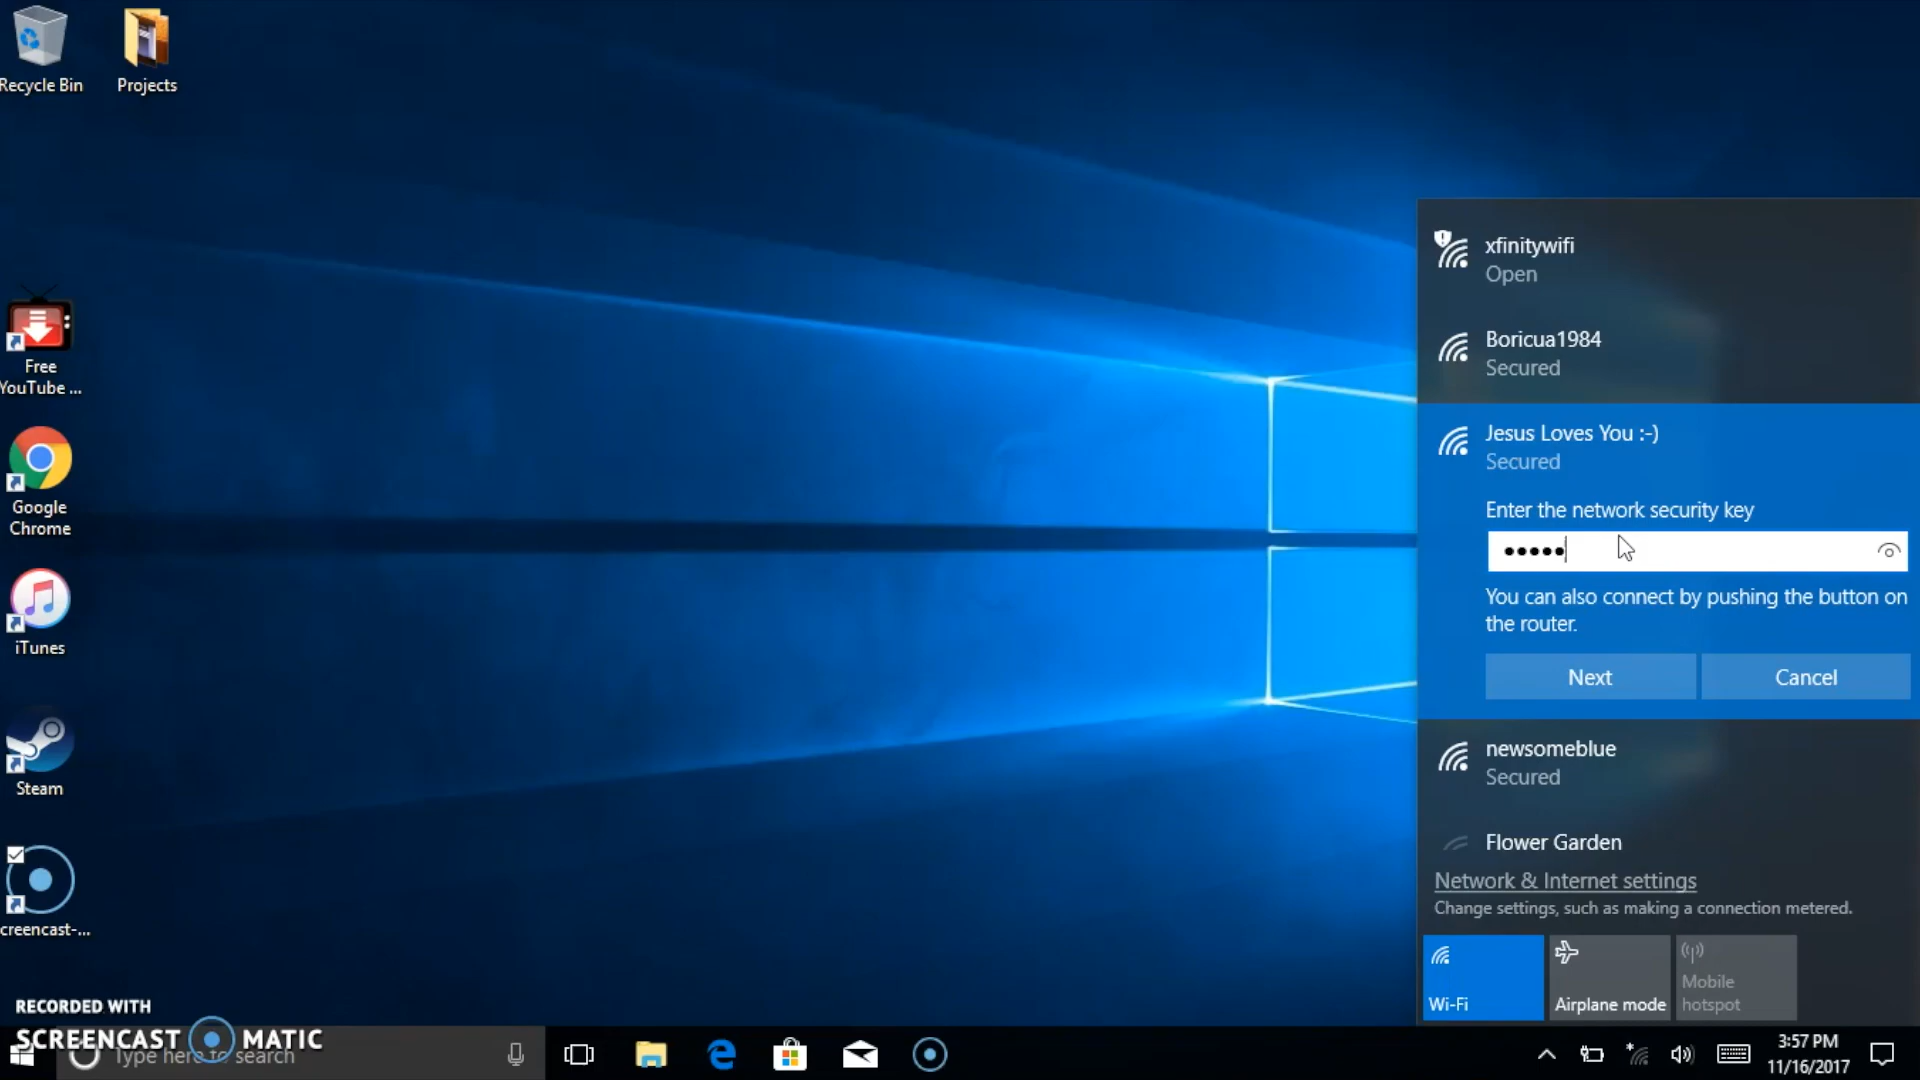 Recycle Bin
Projects
Free
YouTube ...
Google
Chrome
iTunes
Steam
creencast-...
RECORDED WITH
SCREENCAST MATIC
Type here to search
xfinitywifi
Open
Boricua1984
Secured
Jesus Loves You :-)
Secured
Enter the network security key
•••••
You can also connect by pushing the button on
the router.
Next
Cancel
newsomeblue
Secured
Flower Garden
Network & Internet settings
Change settings, such as making a connection metered.
Wi-Fi
Airplane mode
Mobile
hotspot
3:57 PM
11/16/2017